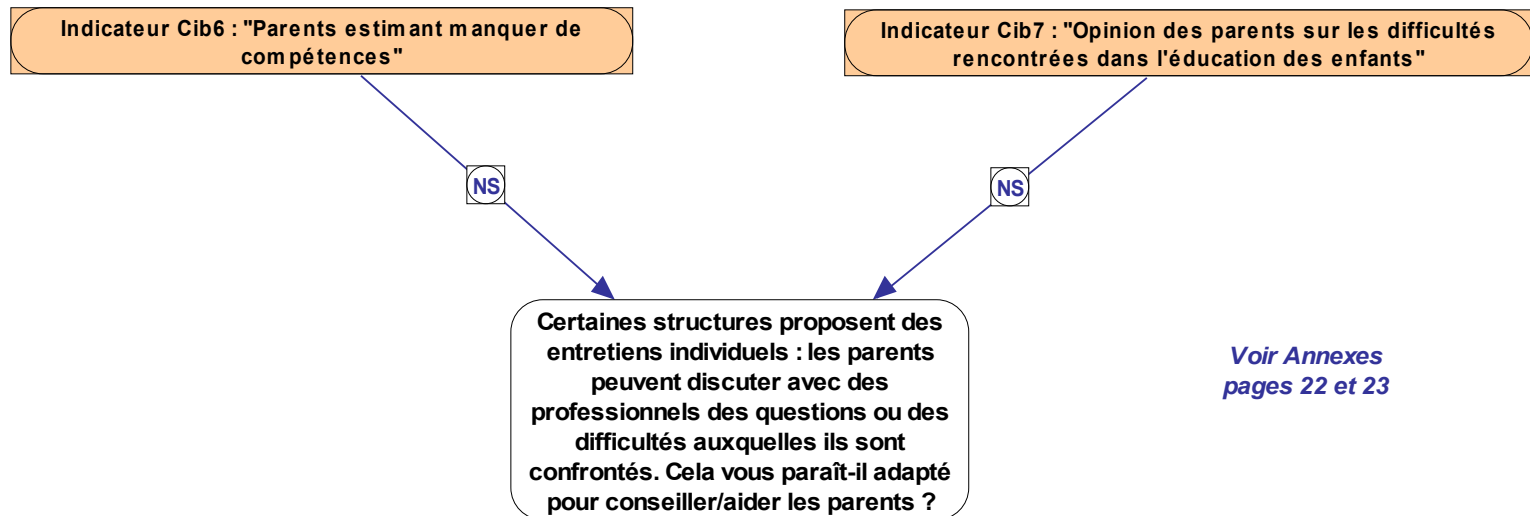 Indicateur Cib6 : "Parents estimant manquer de
compétences"
Indicateur Cib7 : "Opinion des parents sur les difficultés
rencontrées dans l'éducation des enfants"
NS
NS
Certaines structures proposent des
entretiens individuels : les parents
peuvent discuter avec des
professionnels des questions ou des
difficultés auxquelles ils sont
confrontés. Cela vous paraît-il adapté
pour conseiller/aider les parents ?
Voir Annexes
pages 22 et 23